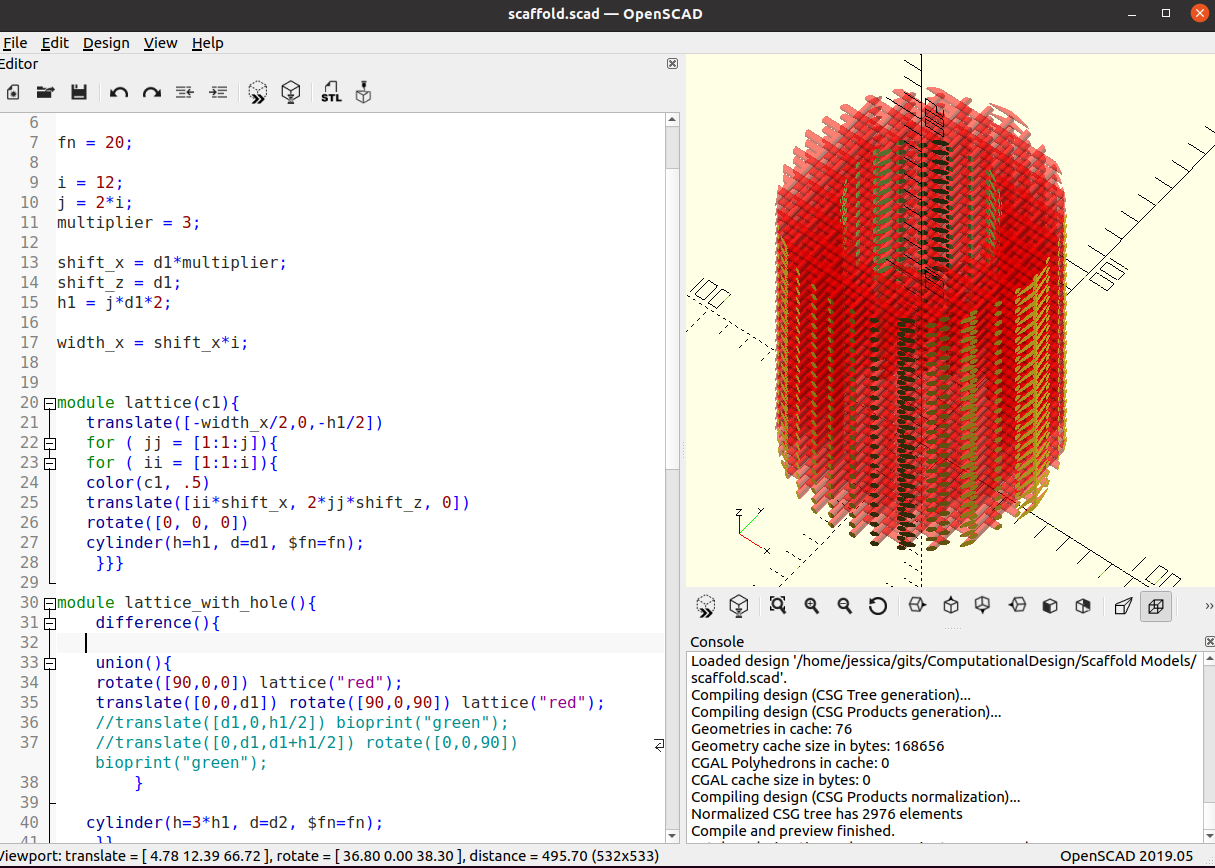 scaffold.scad — OpenSCAD
File Edit Design View Help
Editor
STL
6
7 fn = 20;
8
9 i = 12;
10 j = 2*i;
11 multiplier = 3;
12
13 shift_x = d1*multiplier;
14 shift_z = d1;
15 h1 = j*d1*2;
16
17 width_x = shift_x*i;
18
19
20 module lattice(c1){
21 translate([-width_x/2,0,-h1/2])
22 for ( jj = [1:1:j]){
23 for ( ii = [1:1:i]){
24 color(c1, .5)
25 translate([ii*shift_x, 2*jj*shift_z, 0])
26 rotate([0, 0, 0])
27 cylinder(h=h1, d=d1, $fn=fn);
28 }}}
29
30 module lattice_with_hole(){
31 difference(){
32
33 union(){
34 rotate([90,0,0]) lattice("red");
35 translate([0,0,d1]) rotate([90,0,90]) lattice("red");
36 //translate([d1,0,h1/2]) bioprint("green");
37 //translate([0,d1,d1+h1/2]) rotate([0,0,90])
bioprint("green");
38 }
39
40 cylinder(h=3*h1, d=d2, $fn=fn);
41 }}
100
100
100
z
y
x
Console
Loaded design '/home/jessica/gits/ComputationalDesign/Scaffold Models/
scaffold.scad'.
Compiling design (CSG Tree generation)...
Compiling design (CSG Products generation)...
Geometries in cache: 76
Geometry cache size in bytes: 168656
CGAL Polyhedrons in cache: 0
CGAL cache size in bytes: 0
Compiling design (CSG Products normalization)...
Normalized CSG tree has 2976 elements
Compile and preview finished.
Viewport: translate = [ 4.78 12.39 66.72 ], rotate = [ 36.80 0.00 38.30 ], distance = 495.70 (532x533)
OpenSCAD 2019.05